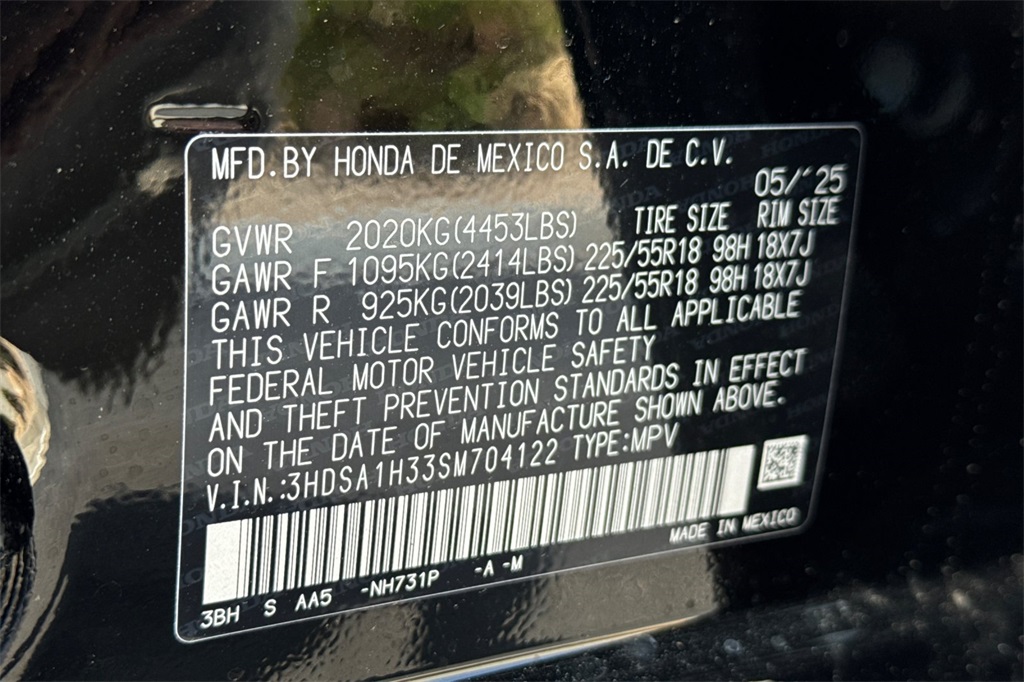 MFD.BY HONDA DE MEXICO S.A. DE C.V.
05/'25
GVWR 2020KG(4453LBS) TIRE SIZE RIM SIZE
GAWR F 1095KG(2414LBS) 225/55R18 98H 18X7J
GAWR R 925KG(2039LBS) 225/55R18 98H 18X7J
THIS VEHICLE CONFORMS TO ALL APPLICABLE
FEDERAL MOTOR VEHICLE SAFETY
AND THEFT PREVENTION STANDARDS IN EFFECT
ON THE DATE OF MANUFACTURE SHOWN ABOVE.
V.I.N.:3HDSA1H33SM704122 TYPE:MPV
MADE IN MEXICO
3BH S AA5 -NH731P -A -M